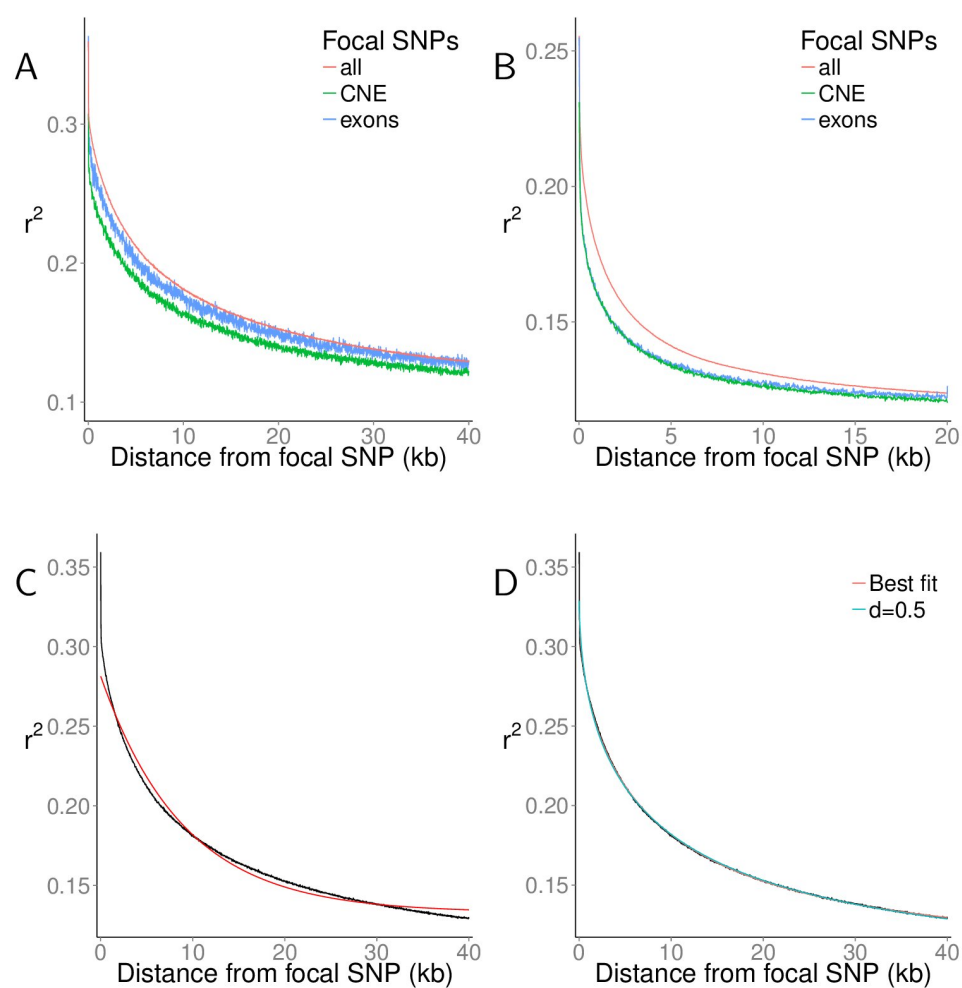 A
Focal SNPs
all
CNE
exons
0.3
0.2
0.1
r2
0 10 20 30 40
Distance from focal SNP (kb)
B
Focal SNPs
all
CNE
exons
0.25
0.20
0.15
r2
0 5 10 15 20
Distance from focal SNP (kb)
C
0.35
0.30
0.25
0.20
0.15
r2
0 10 20 30 40
Distance from focal SNP (kb)
D
Best fit
d=0.5
0.35
0.30
0.25
0.20
0.15
r2
0 10 20 30 40
Distance from focal SNP (kb)